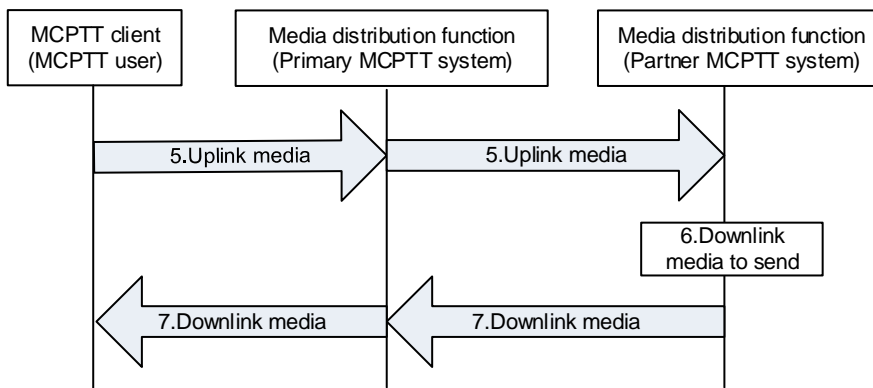 MCPTT client
(MCPTT user)
Media distribution function
(Primary MCPTT system)
Media distribution function
(Partner MCPTT system)
5.Uplink media
5.Uplink media
6.Downlink
media to send
7.Downlink media
7.Downlink media